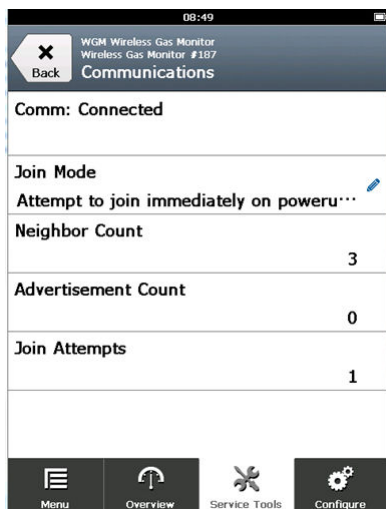 08:49
WGM Wireless Gas Monitor
Wireless Gas Monitor #187
Back
Communications
Comm: Connected
Join Mode
Attempt to join immediately on poweru…
Neighbor Count
3
Advertisement Count
0
Join Attempts
1
Menu
Overview
Service Tools
Configure